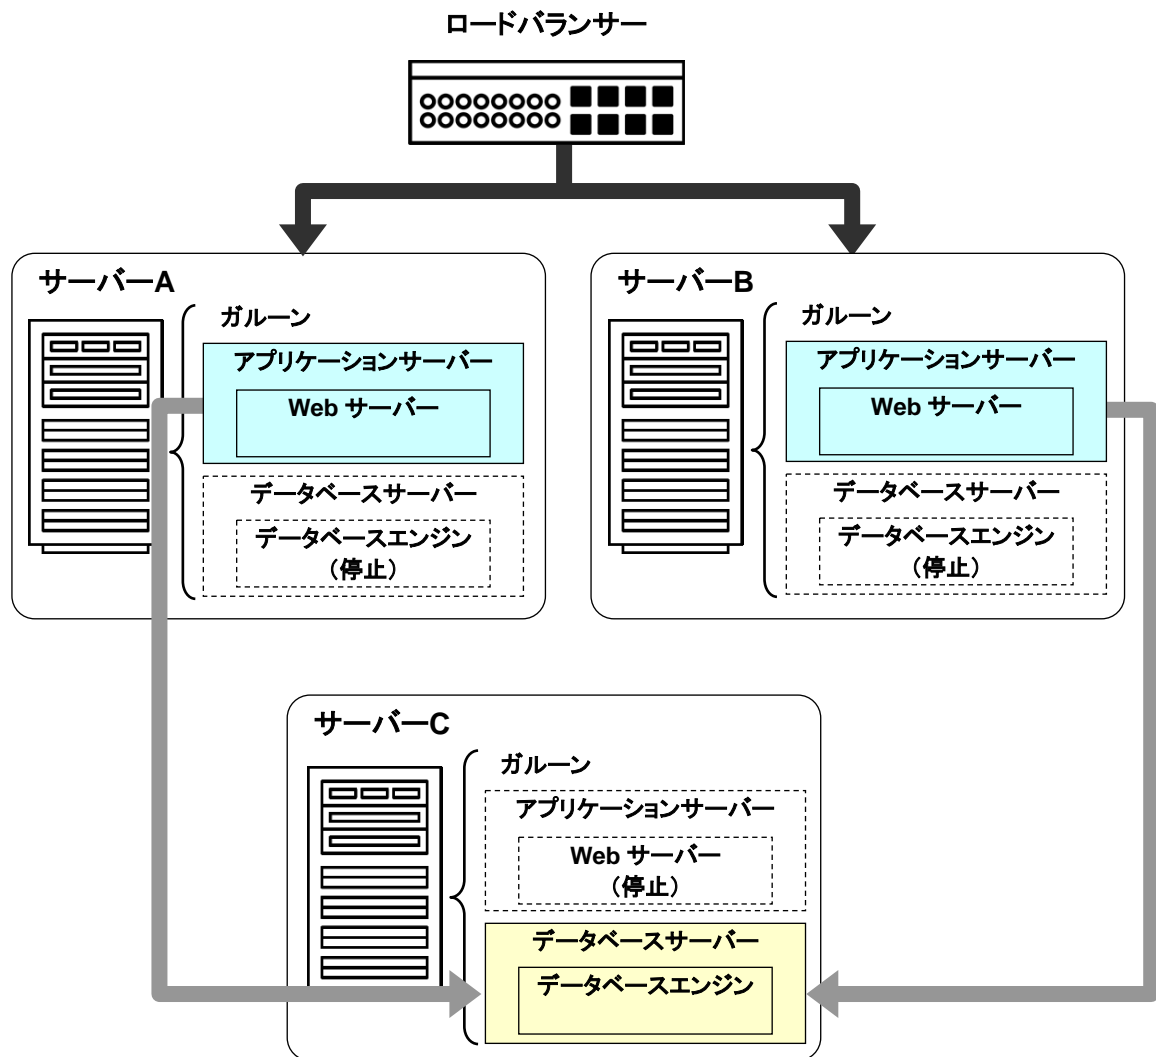 ロードバランサー
サーバーA
ガルーン
アプリケーションサーバー
Web サーバー
データベースサーバー
データベースエンジン
（停止）
サーバーB
ガルーン
アプリケーションサーバー
Web サーバー
データベースサーバー
データベースエンジン
（停止）
サーバーC
ガルーン
アプリケーションサーバー
Web サーバー
（停止）
データベースサーバー
データベースエンジン